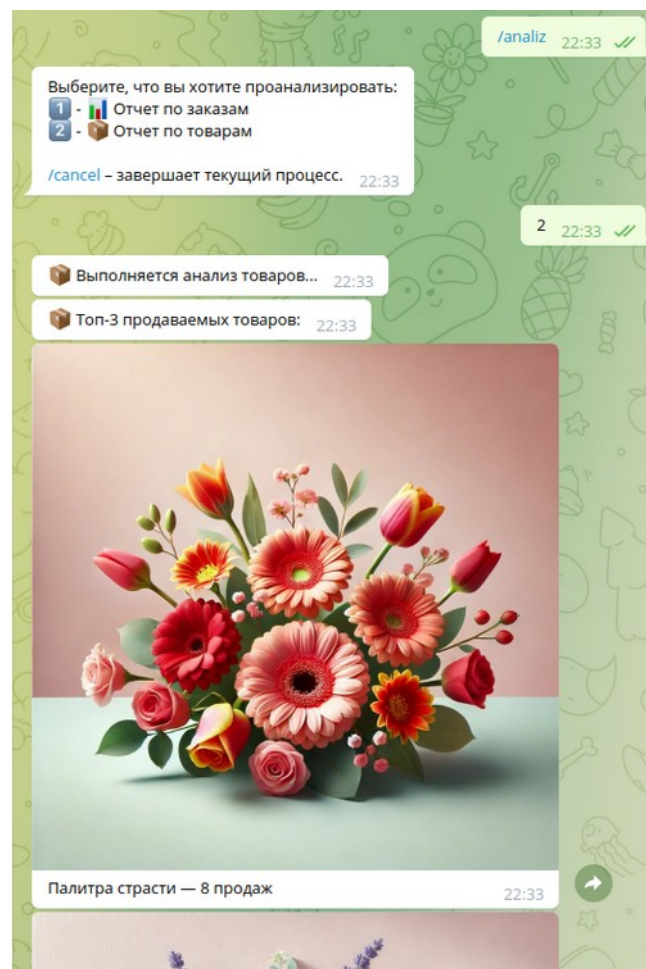 /analiz 22:33
Выберите, что вы хотите проанализировать:
1 - Отчет по заказам
2 - Отчет по товарам
/cancel – завершает текущий процесс. 22:33
2 22:33
Выполняется анализ товаров... 22:33
Топ-3 продаваемых товаров: 22:33
Палитра страсти — 8 продаж 22:33